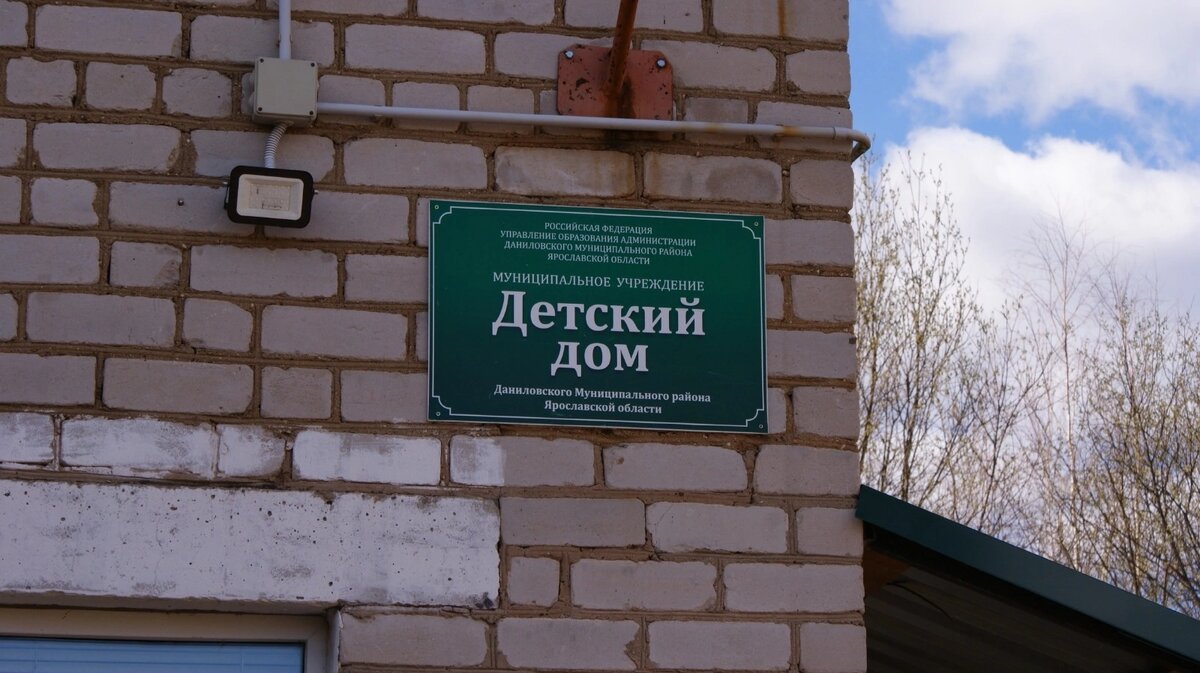 РОССИЙСКАЯ ФЕДЕРАЦИЯ
УПРАВЛЕНИЕ ОБРАЗОВАНИЯ АДМИНИСТРАЦИИ
ДАНИЛОВСКОГО МУНИЦИПАЛЬНОГО РАЙОНА
ЯРОСЛАВСКОЙ ОБЛАСТИ
МУНИЦИПАЛЬНОЕ УЧРЕЖДЕНИЕ
Детский
дом
Даниловского Муниципального района
Ярославской области